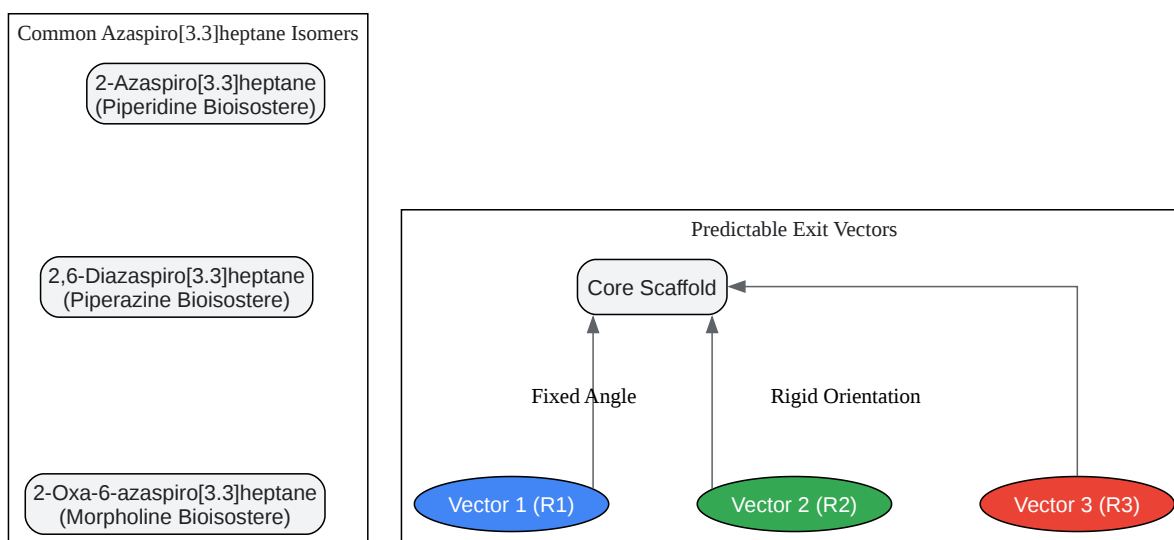 Common Azaspiro[3.3]heptane Isomers
2-Azaspiro[3.3]heptane
(Piperidine Bioisostere)
2,6-Diazaspiro[3.3]heptane
(Piperazine Bioisostere)
2-Oxa-6-azaspiro[3.3]heptane
(Morpholine Bioisostere)
Predictable Exit Vectors
Core Scaffold
Fixed Angle
Rigid Orientation
Vector 1 (R1)
Vector 2 (R2)
Vector 3 (R3)